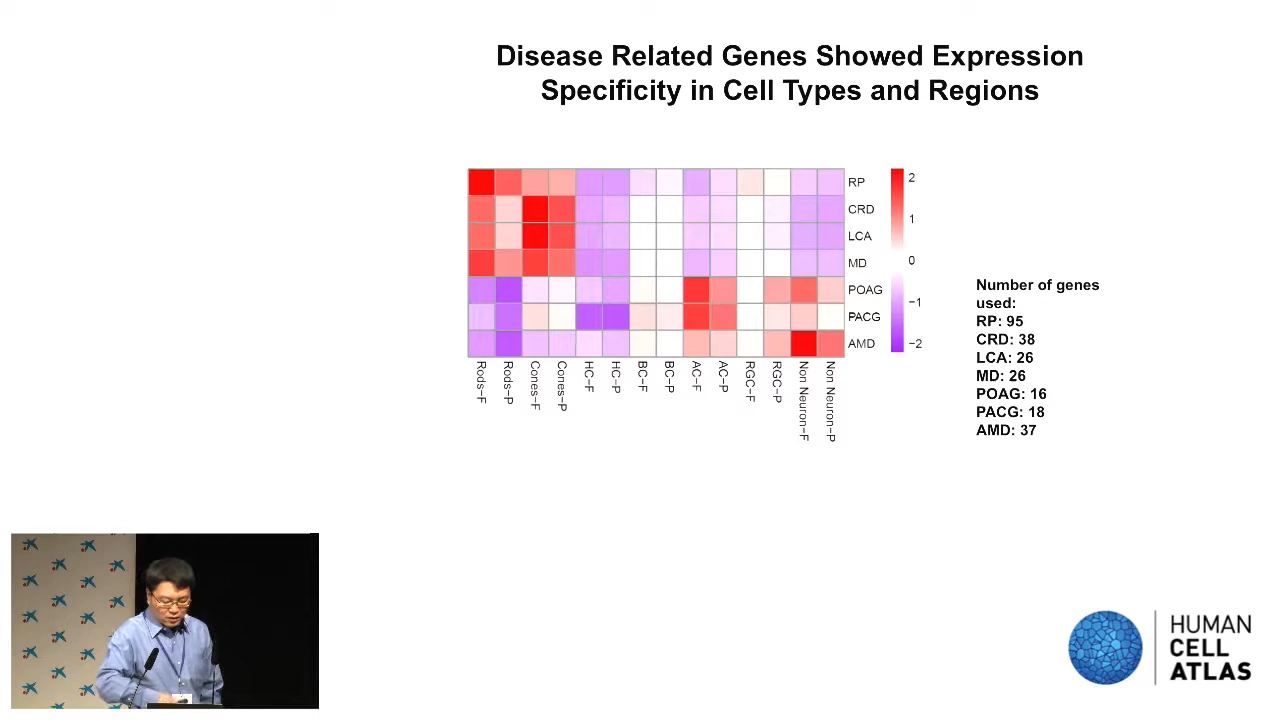 Disease Related Genes Showed Expression
Specificity in Cell Types and Regions
RP
CRD
LCA
MD
POAG
PACG
AMD
2
1
0
−1
−2
Rods−F
Rods−P
Cones−F
Cones−P
HC−F
HC−P
BC−F
BC−P
AC−F
AC−P
RGC−F
RGC−P
Non Neuron−F
Non Neuron−P
Number of genes
used:
RP: 95
CRD: 38
LCA: 26
MD: 26
POAG: 16
PACG: 18
AMD: 37
HUMAN
CELL
ATLAS